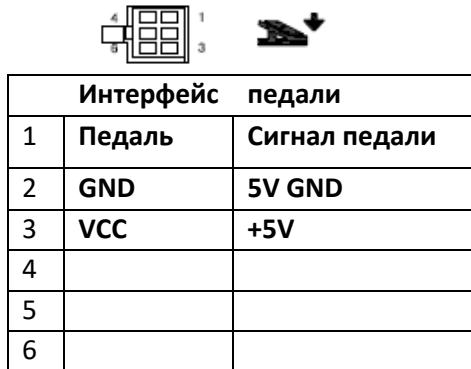 4 1
6 3
Интерфейс педали
1 Педаль Сигнал педали
2 GND 5V GND
3 VCC +5V
4
5
6